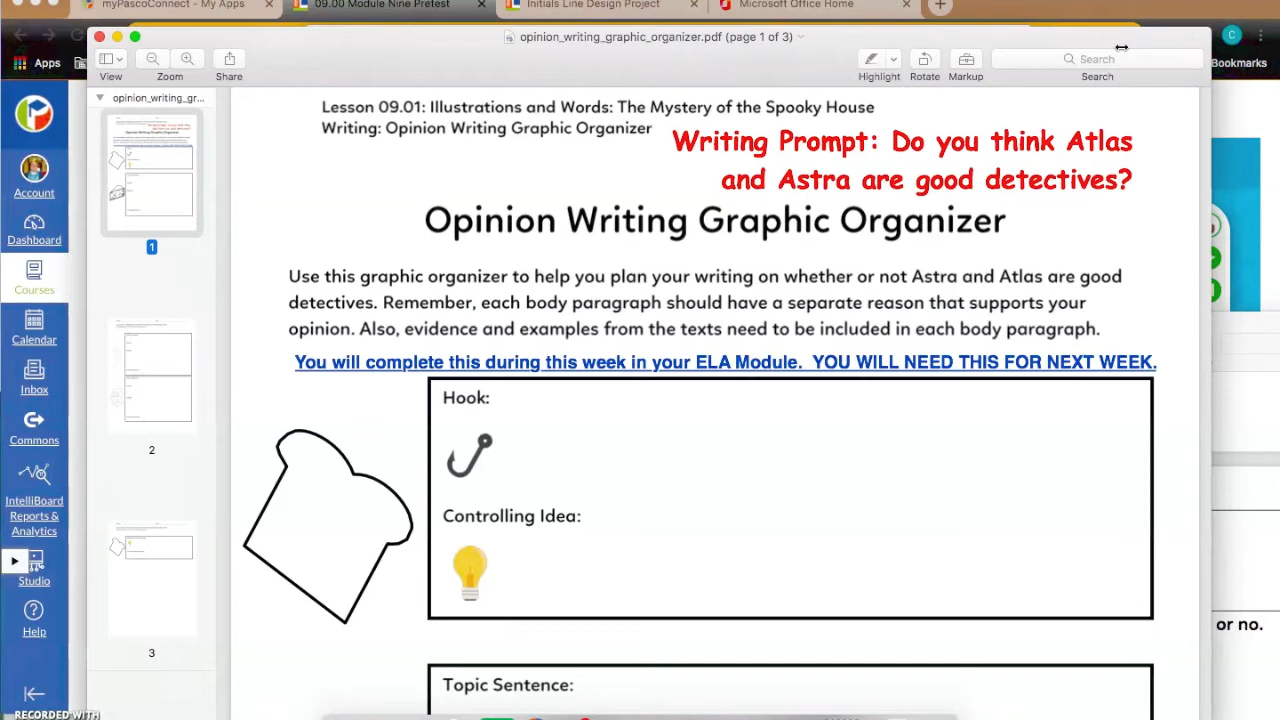 myPascoConnect - My Apps
09.00 Module Nine Pretest
Initials Line Design Project
Microsoft Office Home
opinion_writing_graphic_organizer.pdf (page 1 of 3)
Apps
View
Zoom
Share
Highlight
Rotate
Markup
Search
Search
C
Bookmarks
opinion_writing_gr...
1
2
3
Account
Dashboard
Courses
Calendar
Inbox
Commons
IntelliBoard
Reports &
Analytics
Studio
Help
RECORDED WITH
Lesson 09.01: Illustrations and Words: The Mystery of the Spooky House
Writing: Opinion Writing Graphic Organizer
Writing Prompt: Do you think Atlas
and Astra are good detectives?
Opinion Writing Graphic Organizer
Use this graphic organizer to help you plan your writing on whether or not Astra and Atlas are good
detectives. Remember, each body paragraph should have a separate reason that supports your
opinion. Also, evidence and examples from the texts need to be included in each body paragraph.
You will complete this during this week in your ELA Module. YOU WILL NEED THIS FOR NEXT WEEK.
Hook:
Controlling Idea:
Topic Sentence:
or no.